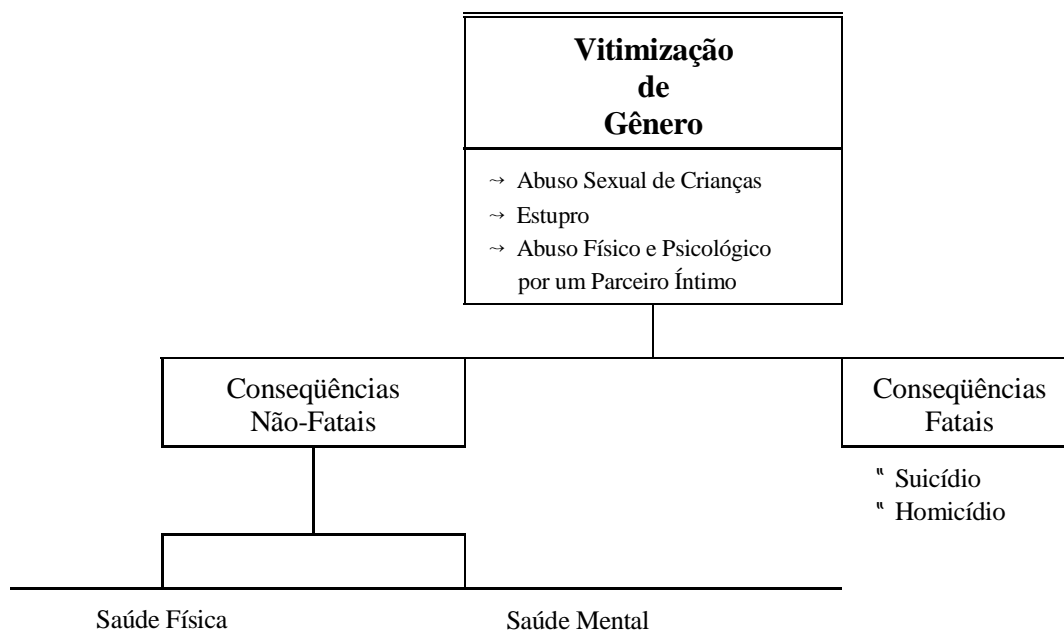 Vitimização
de
Gênero
→ Abuso Sexual de Crianças
→ Estupro
→ Abuso Físico e Psicológico
por um Parceiro Íntimo
Conseqüências
Não-Fatais
Conseqüências
Fatais
‟ Suicídio
‟ Homicídio
Saúde Física
Saúde Mental